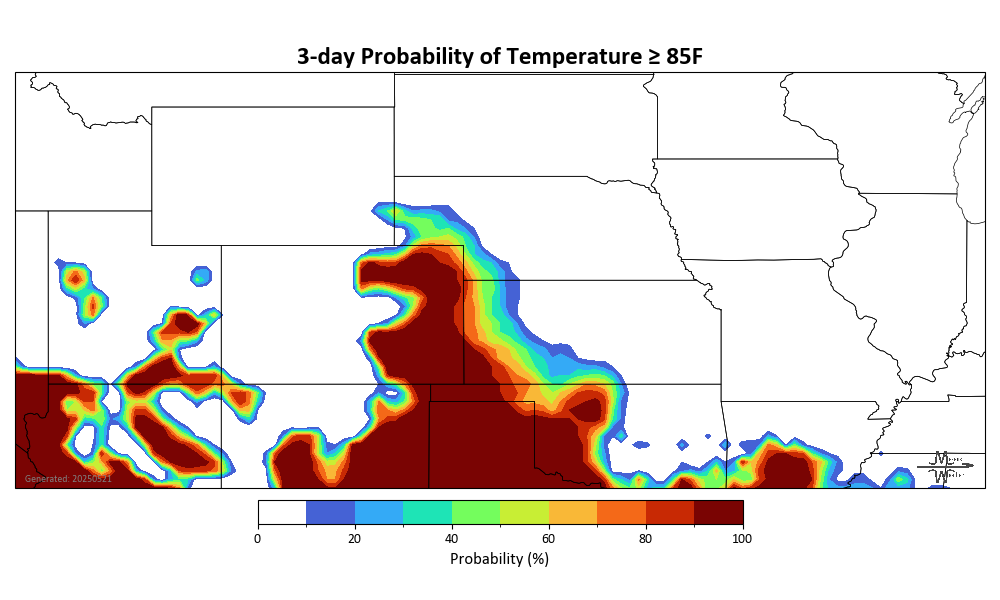 3-day Probability of Temperature ≥ 85F
Generated: 20250521
0 20 40 60 80 100
Probability (%)